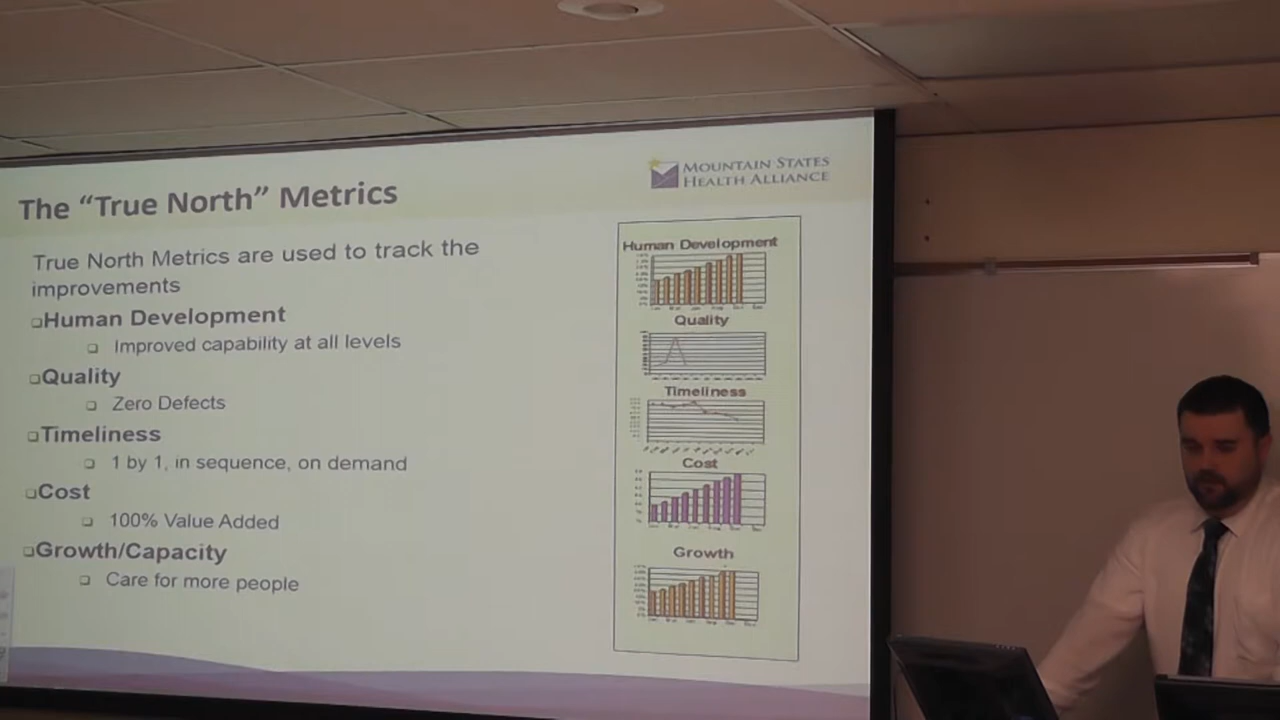 The “True North” Metrics
MOUNTAIN STATES
HEALTH ALLIANCE
True North Metrics are used to track the
improvements
❑Human Development
❑ Improved capability at all levels
❑Quality
❑ Zero Defects
❑Timeliness
❑ 1 by 1, in sequence, on demand
❑Cost
❑ 100% Value Added
❑Growth/Capacity
❑ Care for more people
Human Development
Quality
Timeliness
Cost
Growth